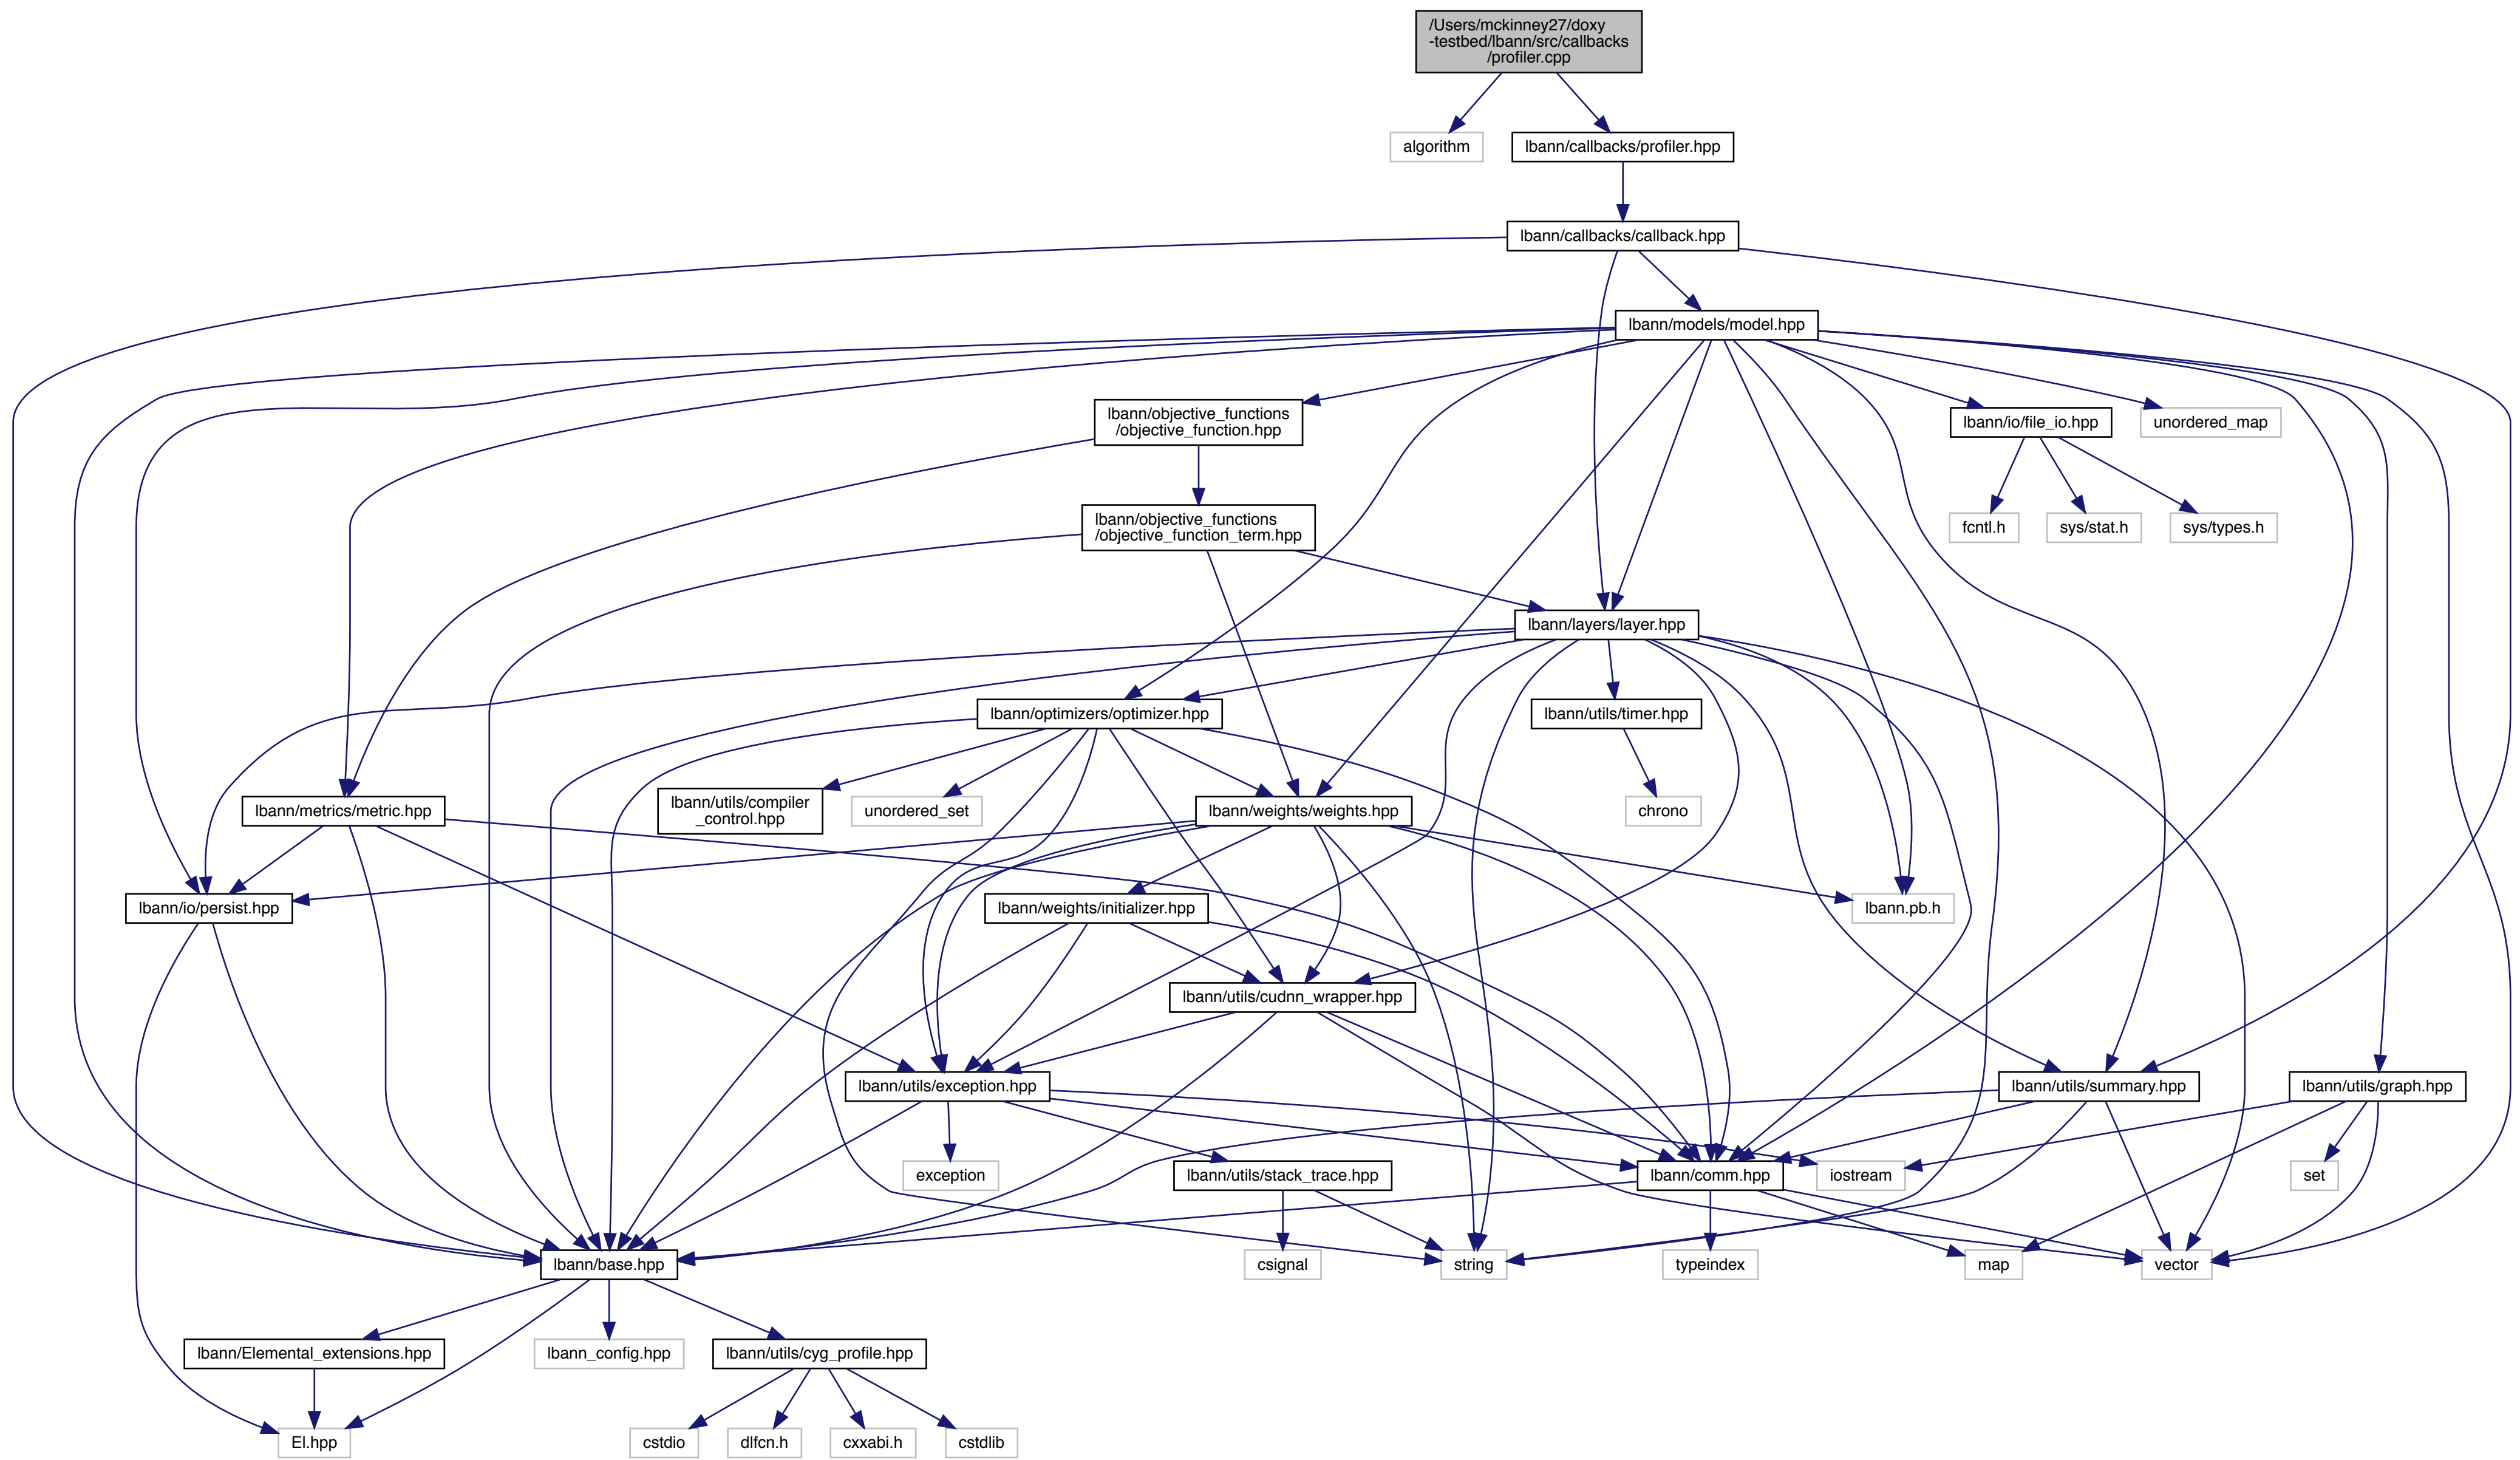 /Users/mckinney27/doxy
-testbed/lbann/src/callbacks
/profiler.cpp
algorithm
lbann/callbacks/profiler.hpp
lbann/callbacks/callback.hpp
lbann/models/model.hpp
lbann/objective_functions
/objective_function.hpp
lbann/io/file_io.hpp
unordered_map
lbann/objective_functions
/objective_function_term.hpp
fcntl.h
sys/stat.h
sys/types.h
lbann/layers/layer.hpp
lbann/optimizers/optimizer.hpp
lbann/utils/timer.hpp
lbann/metrics/metric.hpp
lbann/utils/compiler
_control.hpp
unordered_set
lbann/weights/weights.hpp
chrono
lbann/io/persist.hpp
lbann/weights/initializer.hpp
lbann.pb.h
lbann/utils/cudnn_wrapper.hpp
lbann/utils/exception.hpp
lbann/utils/summary.hpp
lbann/utils/graph.hpp
exception
lbann/utils/stack_trace.hpp
lbann/comm.hpp
iostream
set
lbann/base.hpp
csignal
string
typeindex
map
vector
lbann/Elemental_extensions.hpp
lbann_config.hpp
lbann/utils/cyg_profile.hpp
El.hpp
cstdio
dlfcn.h
cxxabi.h
cstdlib